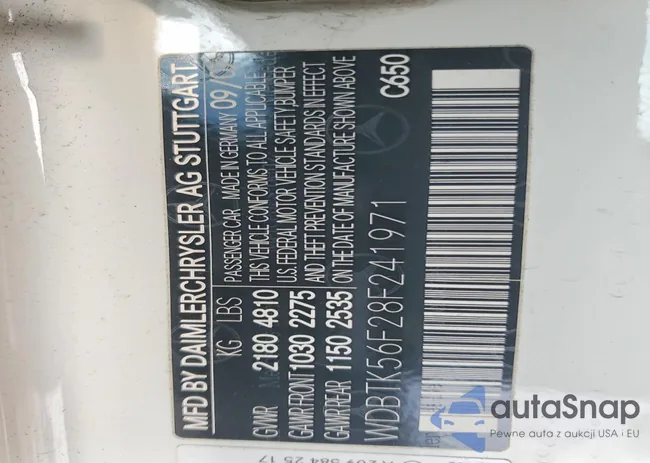 MFD BY DAIMLERCHRYSLER AG STUTTGART
KG LBS
GVWR 2180 4810
GAWR FRONT 1030 2275
GAWR REAR 1150 2535
PASSENGER CAR MADE IN GERMANY 09/0
THIS VEHICLE CONFORMS TO ALL APPLICABLE
U.S. FEDERAL MOTOR VEHICLE SAFETY, BUMPER
AND THEFT PREVENTION STANDARDS IN EFFECT
ON THE DATE OF MANUFACTURE SHOWN ABOVE
WDBTK56F28F241971
C650
autaSnap
Pewne auta z aukcji USA i EU